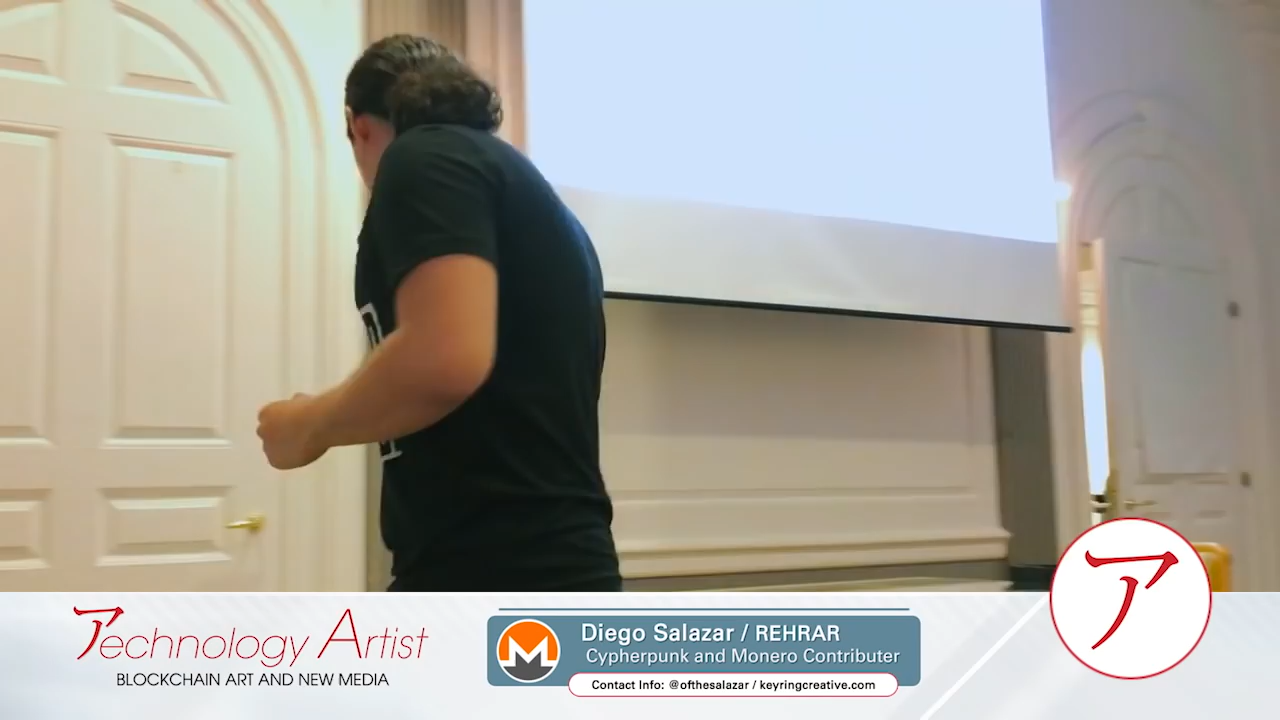 Technology Artist
BLOCKCHAIN ART AND NEW MEDIA
Diego Salazar / REHRAR
Cypherpunk and Monero Contributer
Contact Info: @ofthesalazar / keyringcreative.com
ア